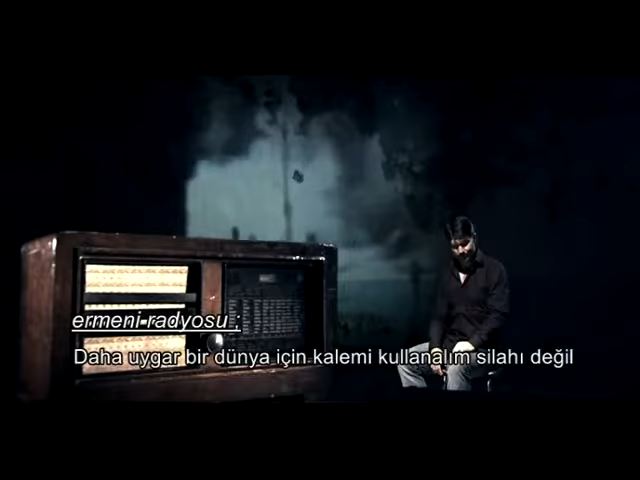 ermeni radyosu ;
Daha uygar bir dünya için kalemi kullanalım silahı değil